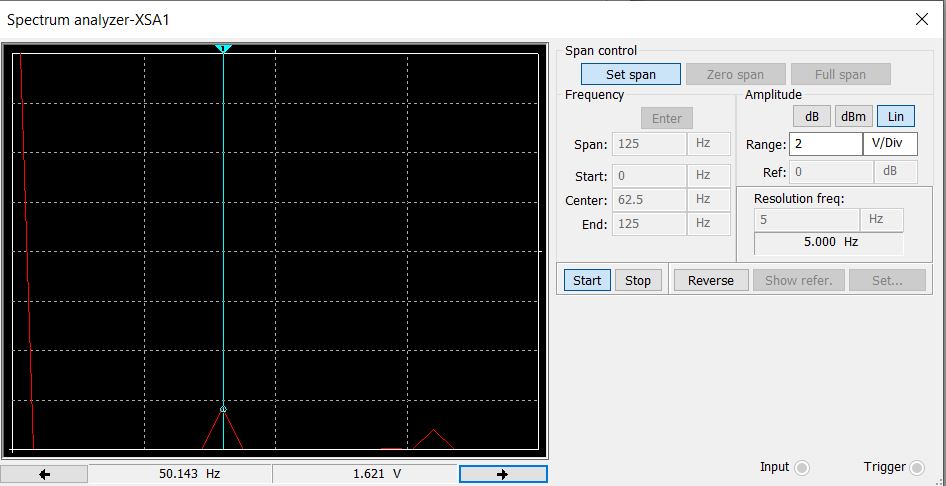 Spectrum analyzer-XSA1
1
Span control
Set span Zero span Full span
Frequency
Enter
Span: 125 Hz
Start: 0 Hz
Center: 62.5 Hz
End: 125 Hz
Amplitude
dB dBm Lin
Range: 2 V/Div
Ref: 0 dB
Resolution freq:
5 Hz
5.000 Hz
Start Stop Reverse Show refer. Set...
50.143 Hz 1.621 V
Input Trigger